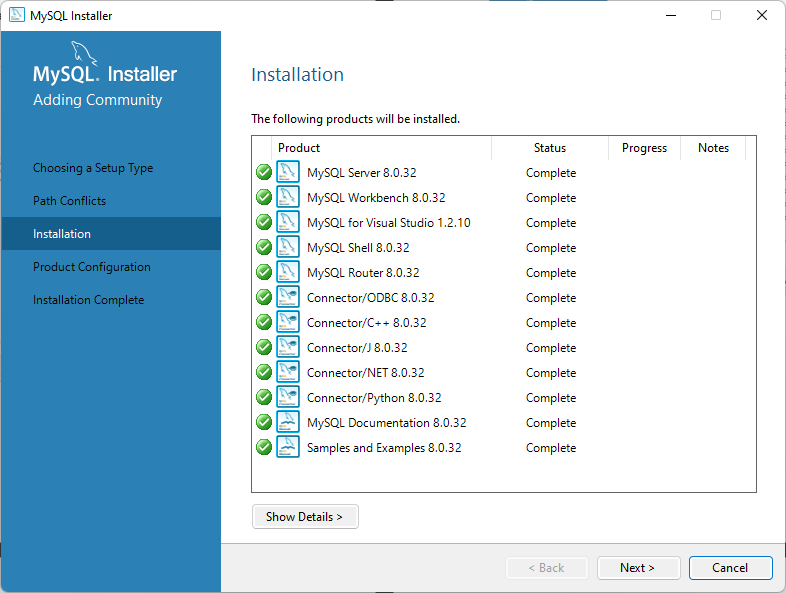 MySQL Installer
MySQL. Installer
Adding Community
Choosing a Setup Type
Path Conflicts
Installation
Product Configuration
Installation Complete
Installation
The following products will be installed.
Product Status Progress Notes
MySQL Server 8.0.32 Complete
MySQL Workbench 8.0.32 Complete
MySQL for Visual Studio 1.2.10 Complete
MySQL Shell 8.0.32 Complete
MySQL Router 8.0.32 Complete
Connector/ODBC 8.0.32 Complete
Connector/C++ 8.0.32 Complete
Connector/J 8.0.32 Complete
Connector/NET 8.0.32 Complete
Connector/Python 8.0.32 Complete
MySQL Documentation 8.0.32 Complete
Samples and Examples 8.0.32 Complete
Show Details >
< Back Next > Cancel